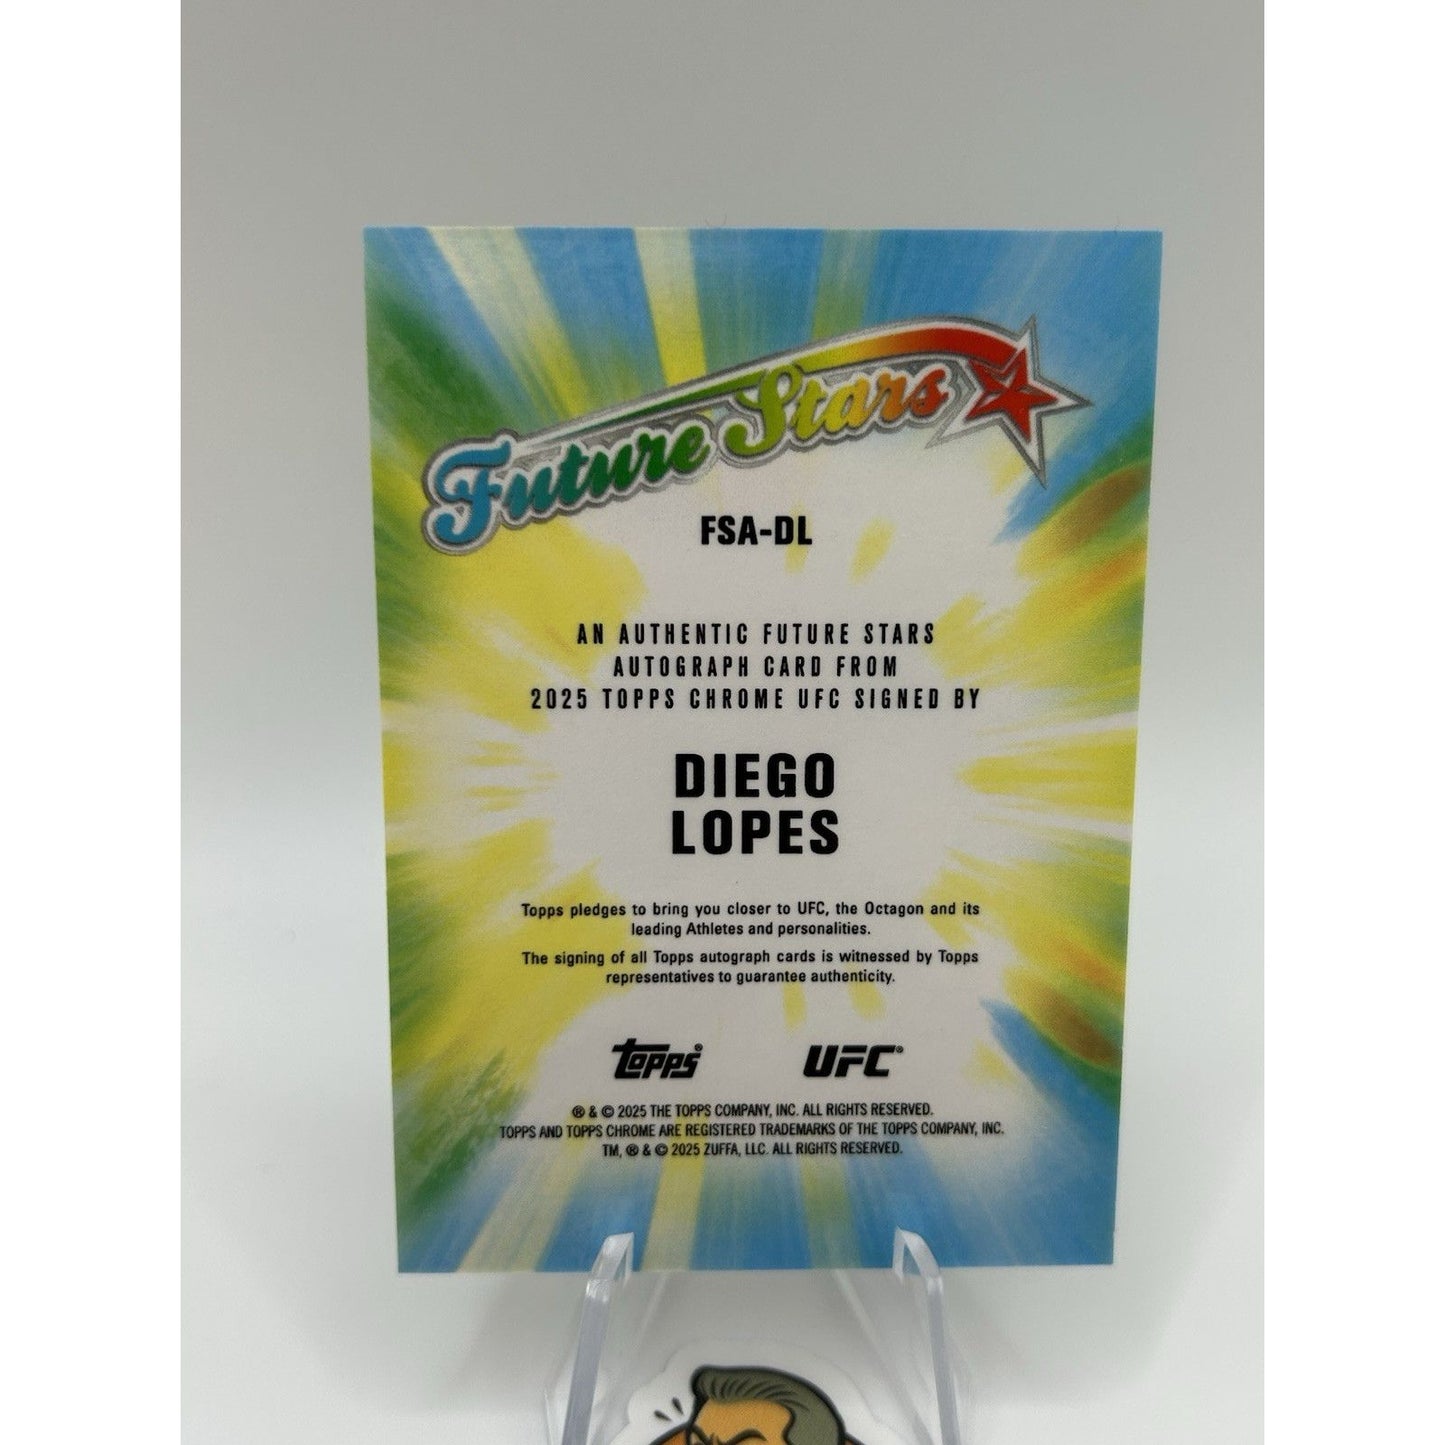 Future Stars
FSA-DL
AN AUTHENTIC FUTURE STARS
AUTOGRAPH CARD FROM
2025 TOPPS CHROME UFC SIGNED BY
DIEGO
LOPES
Topps pledges to bring you closer to UFC, the Octagon and its
leading Athletes and personalities.
The signing of all Topps autograph cards is witnessed by Topps
representatives to guarantee authenticity.
Topps® UFC®
® & © 2025 THE TOPPS COMPANY, INC. ALL RIGHTS RESERVED.
TOPPS AND TOPPS CHROME ARE REGISTERED TRADEMARKS OF THE TOPPS COMPANY, INC.
TM, ® & © 2025 ZUFFA, LLC. ALL RIGHTS RESERVED.